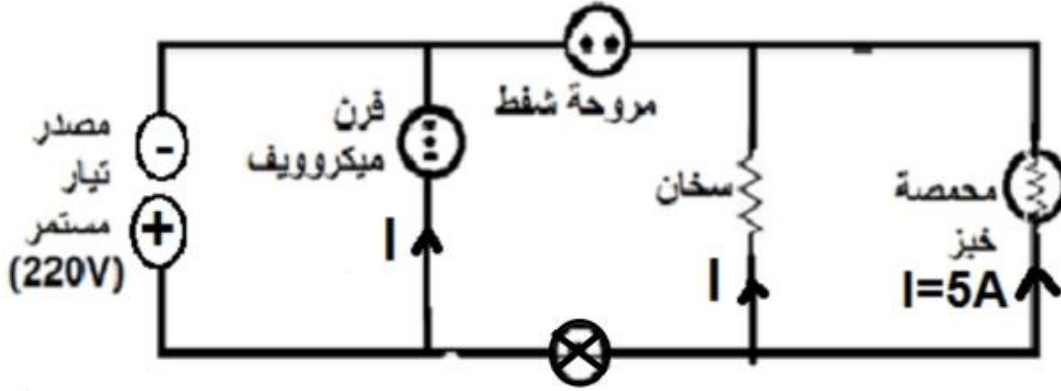 مروحة شفط
فرن
ميكروويف
مصدر
تيار
مستمر
(220V)
-
+
I
سخان
I
محمصة
خبز
I=5A